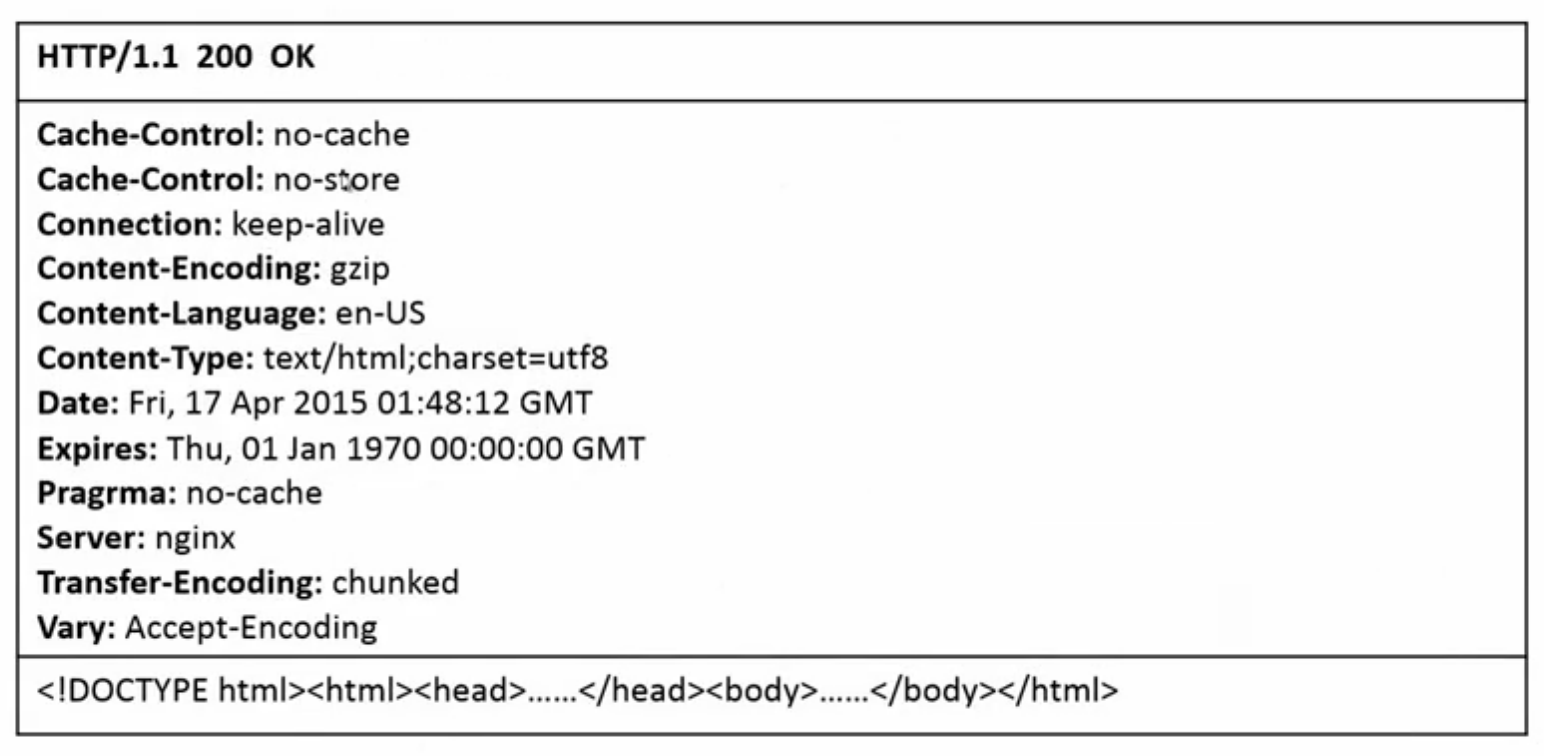 HTTP/1.1 200 OK
Cache-Control: no-cache
Cache-Control: no-store
Connection: keep-alive
Content-Encoding: gzip
Content-Language: en-US
Content-Type: text/html;charset=utf8
Date: Fri, 17 Apr 2015 01:48:12 GMT
Expires: Thu, 01 Jan 1970 00:00:00 GMT
Pragrma: no-cache
Server: nginx
Transfer-Encoding: chunked
Vary: Accept-Encoding
<!DOCTYPE html><html><head>......</head><body>......</body></html>